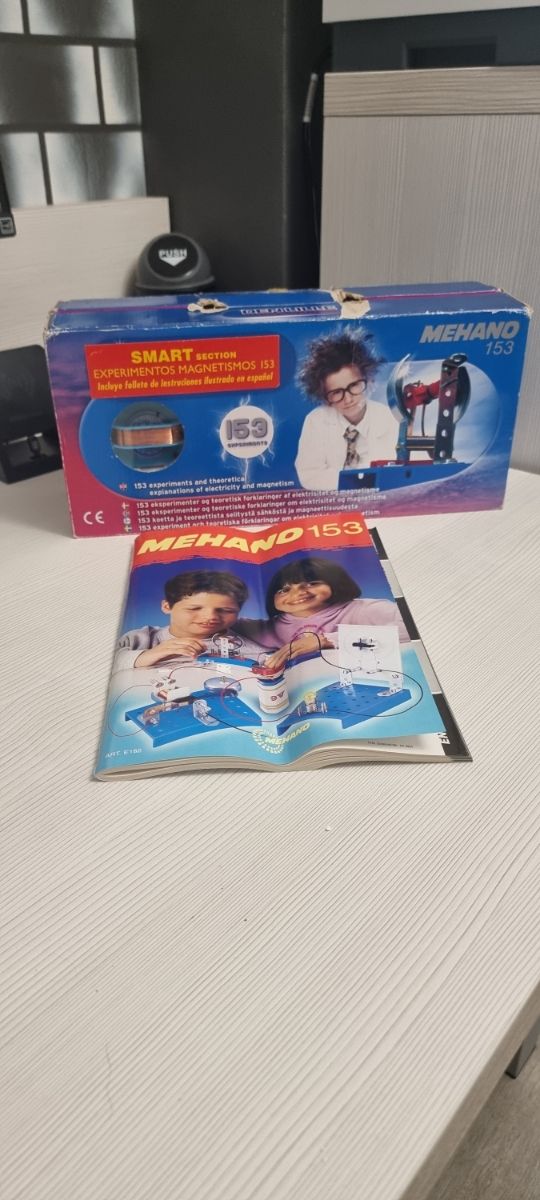 PUSH
MEHANO
153
SMART SECTION
EXPERIMENTOS MAGNETISMOS 153
Incluye folleto de instruciones ilustrado en español
153
EXPERIMENTS
153 experiments and theoretical
explanations of electricity and magnetism
153 eksperimenter og teoretisk forklaringer af elektrisitet og magnetisme
153 eksperimenter og teoretiske forklaringer om elektrisitet og magnetisme
153 koetta ja teoreettista selitystä sähköstä ja magneettisuudesta
153 experiment och teoretiska förklaringar om
CE
MEHANO 153
MEHANO
ART. E182